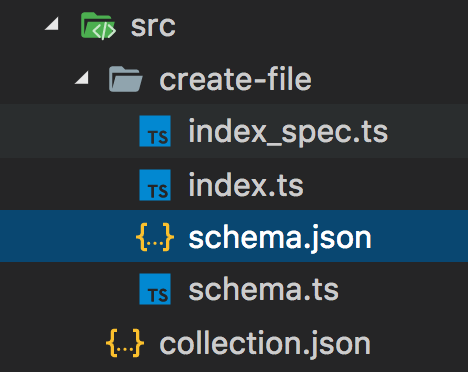 src
create-file
TS index_spec.ts
TS index.ts
{..} schema.json
TS schema.ts
{..} collection.json